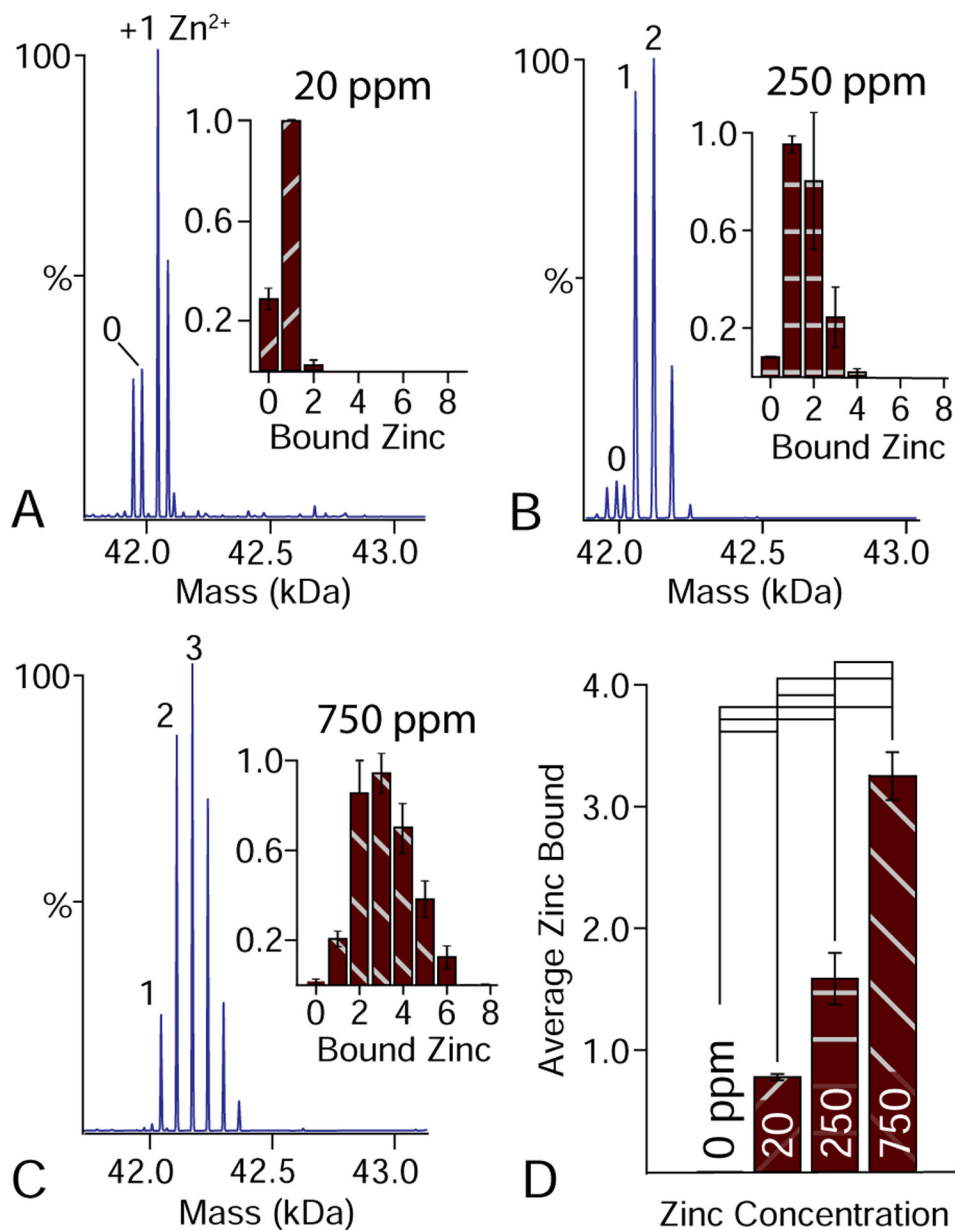 +1 Zn²⁺
100
%
0
20 ppm
1.0
0.6
0.2
0 2 4 6 8
Bound Zinc
A
42.0 42.5 43.0
Mass (kDa)
2
1
100
%
0
250 ppm
1.0
0.6
0.2
0 2 4 6 8
Bound Zinc
B
42.0 42.5 43.0
Mass (kDa)
3
100
2
%
1
750 ppm
1.0
0.6
0.2
0 2 4 6 8
Bound Zinc
C
42.0 42.5 43.0
Mass (kDa)
4.0
3.0
2.0
1.0
Average Zinc Bound
0 ppm
20
250
750
D
Zinc Concentration